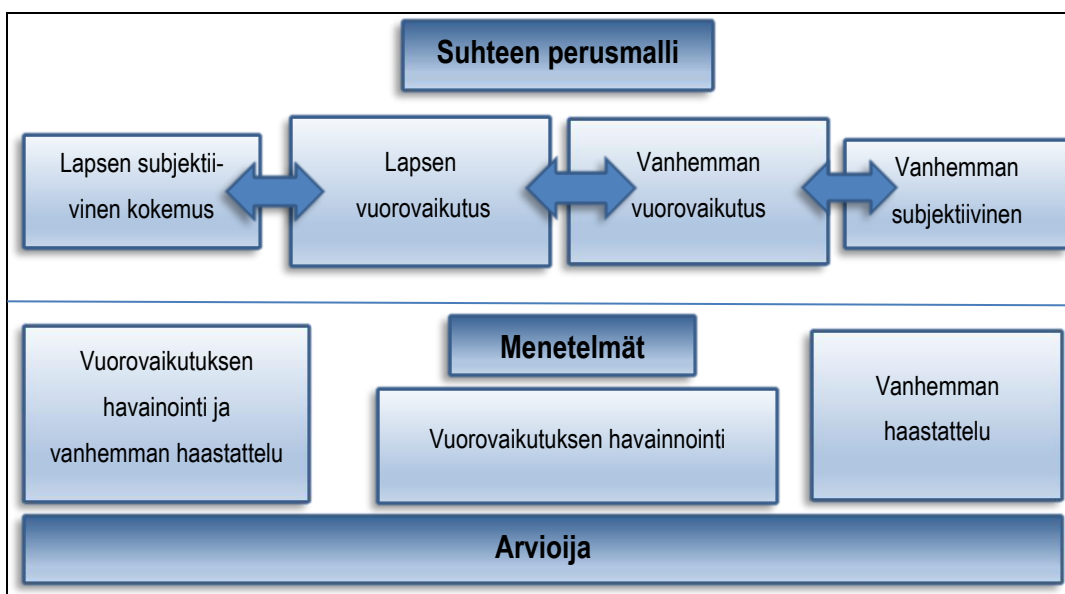 Suhteen perusmalli
Lapsen subjektii-
vinen kokemus
Lapsen
vuorovaikutus
Vanhemman
vuorovaikutus
Vanhemman
subjektiivinen
Vuorovaikutuksen
havainointi ja
vanhemman haastattelu
Menetelmät
Vuorovaikutuksen havainnointi
Vanhemman
haastattelu
Arvioija